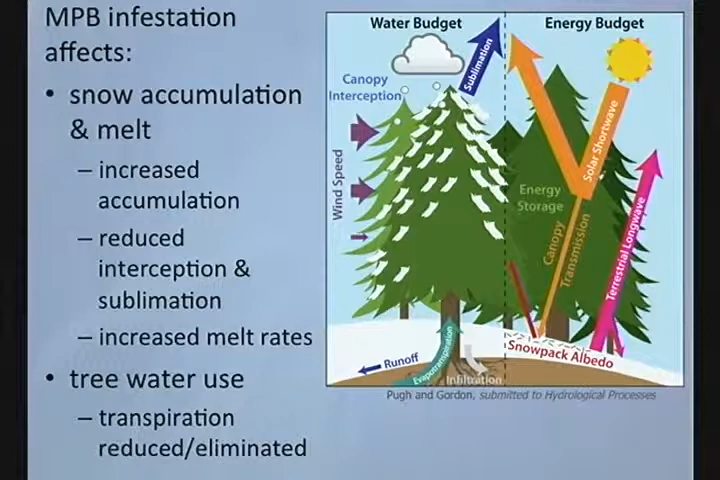 MPB infestation
affects:
• snow accumulation
& melt
– increased
accumulation
– reduced
interception &
sublimation
– increased melt rates
• tree water use
– transpiration
reduced/eliminated
Water Budget
Energy Budget
Sublimation
Canopy
Interception
Wind Speed
Solar Shortwave
Energy
Storage
Canopy
Transmission
Terrestrial Longwave
Snowpack Albedo
Runoff
Evapotranspiration
Infiltration
Pugh and Gordon, submitted to Hydrological Processes